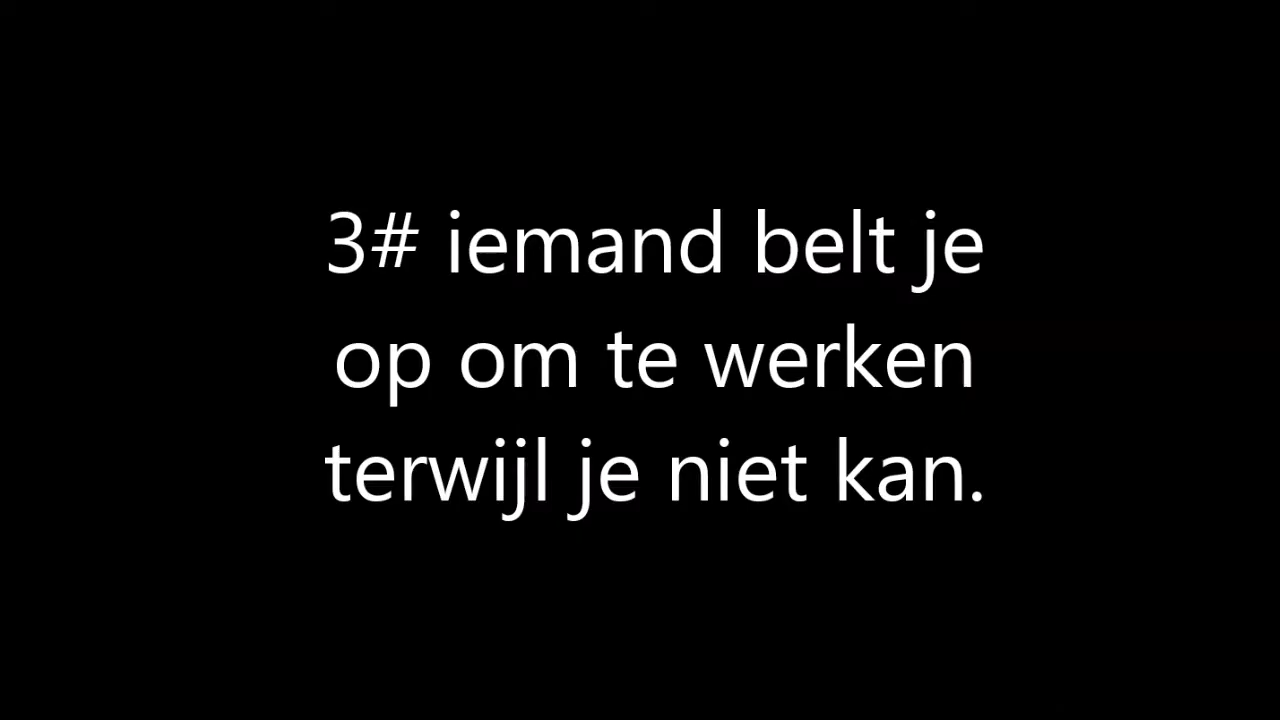 3# iemand belt je
op om te werken
terwijl je niet kan.